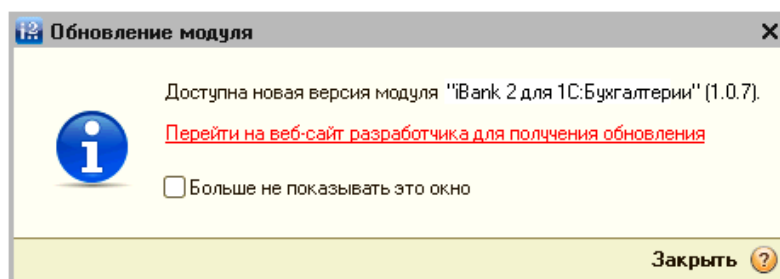 i2 Обновление модуля
Доступна новая версия модуля "iBank 2 для 1С:Бухгалтерии" (1.0.7).
Перейти на веб-сайт разработчика для получения обновления
Больше не показывать это окно
Закрыть ?